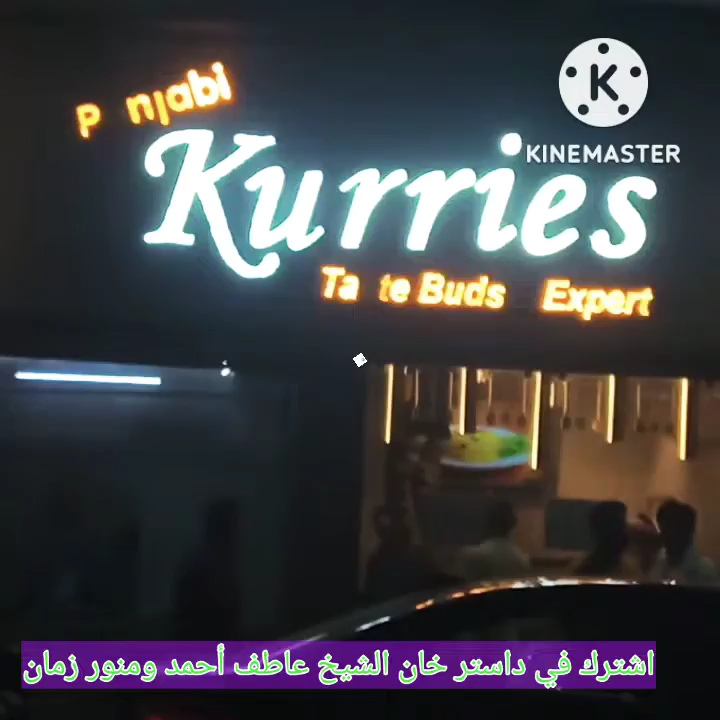 P njabi
Kurries
Ta te Buds Expert
K
KINEMASTER
اشترك في داستر خان الشيخ عاطف أحمد ومنور زمان